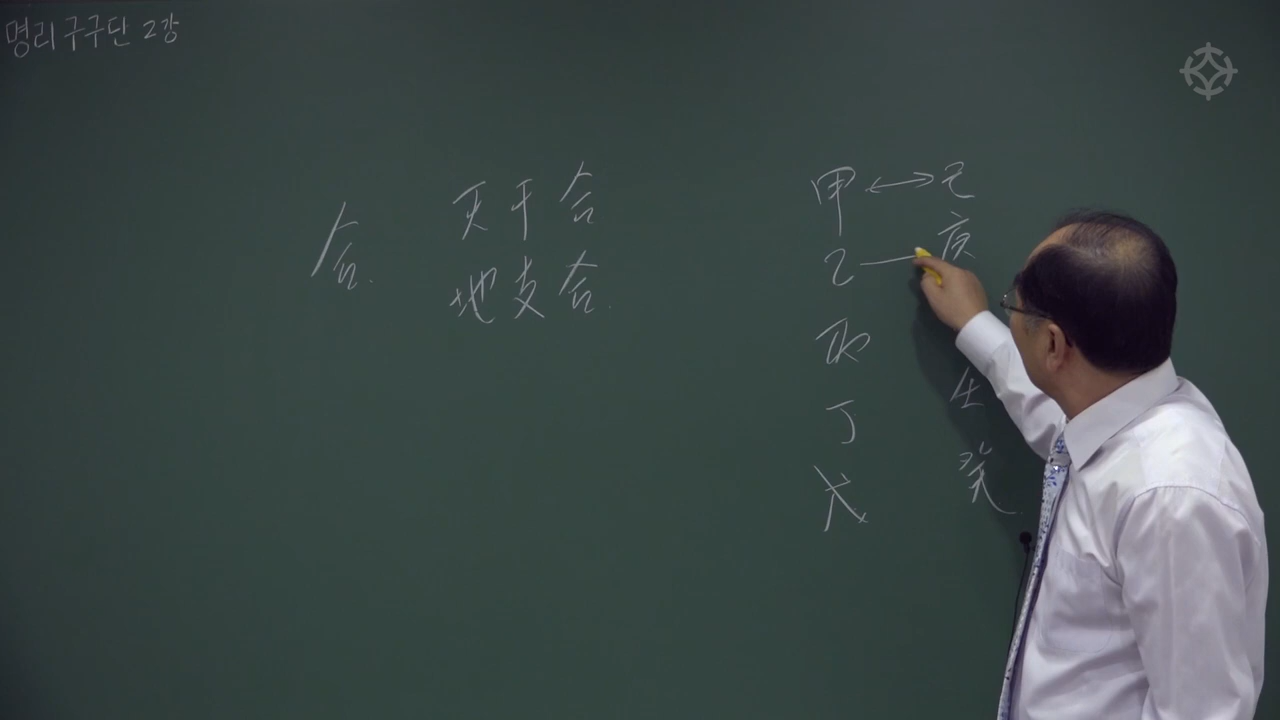 명리구구단 2강
合.
天干合
地支合.
甲 ↔ 己
乙 — 庚
丙
丁 壬
戊 癸.